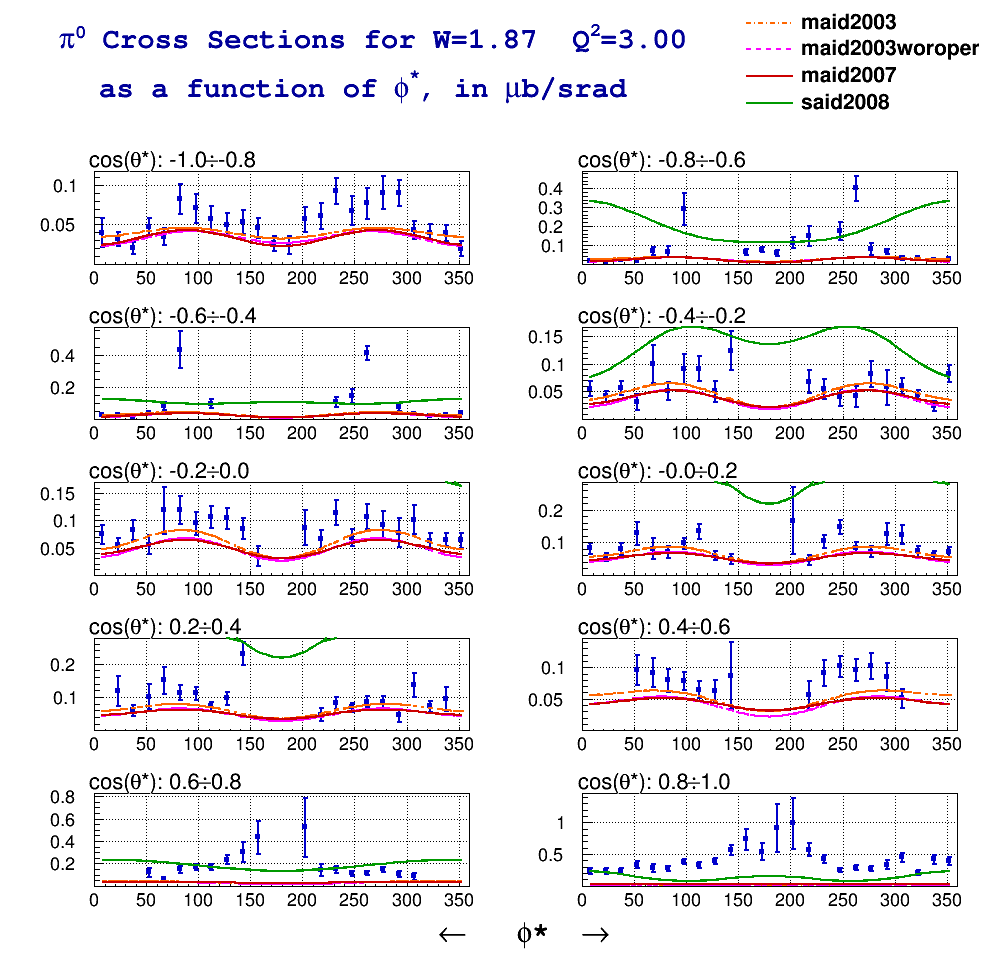 π⁰ Cross Sections for W=1.87 Q²=3.00
as a function of ϕ*, in μb/srad
maid2003
maid2003woroper
maid2007
said2008
cos(θ*): -1.0÷-0.8
0.1
0.05
0 50 100 150 200 250 300 350
cos(θ*): -0.8÷-0.6
0.4
0.3
0.2
0.1
0 50 100 150 200 250 300 350
cos(θ*): -0.6÷-0.4
0.4
0.2
0 50 100 150 200 250 300 350
cos(θ*): -0.4÷-0.2
0.15
0.1
0.05
0 50 100 150 200 250 300 350
cos(θ*): -0.2÷0.0
0.15
0.1
0.05
0 50 100 150 200 250 300 350
cos(θ*): -0.0÷0.2
0.2
0.1
0 50 100 150 200 250 300 350
cos(θ*): 0.2÷0.4
0.2
0.1
0 50 100 150 200 250 300 350
cos(θ*): 0.4÷0.6
0.1
0.05
0 50 100 150 200 250 300 350
cos(θ*): 0.6÷0.8
0.8
0.6
0.4
0.2
0 50 100 150 200 250 300 350
cos(θ*): 0.8÷1.0
1
0.5
0 50 100 150 200 250 300 350
← ϕ* →